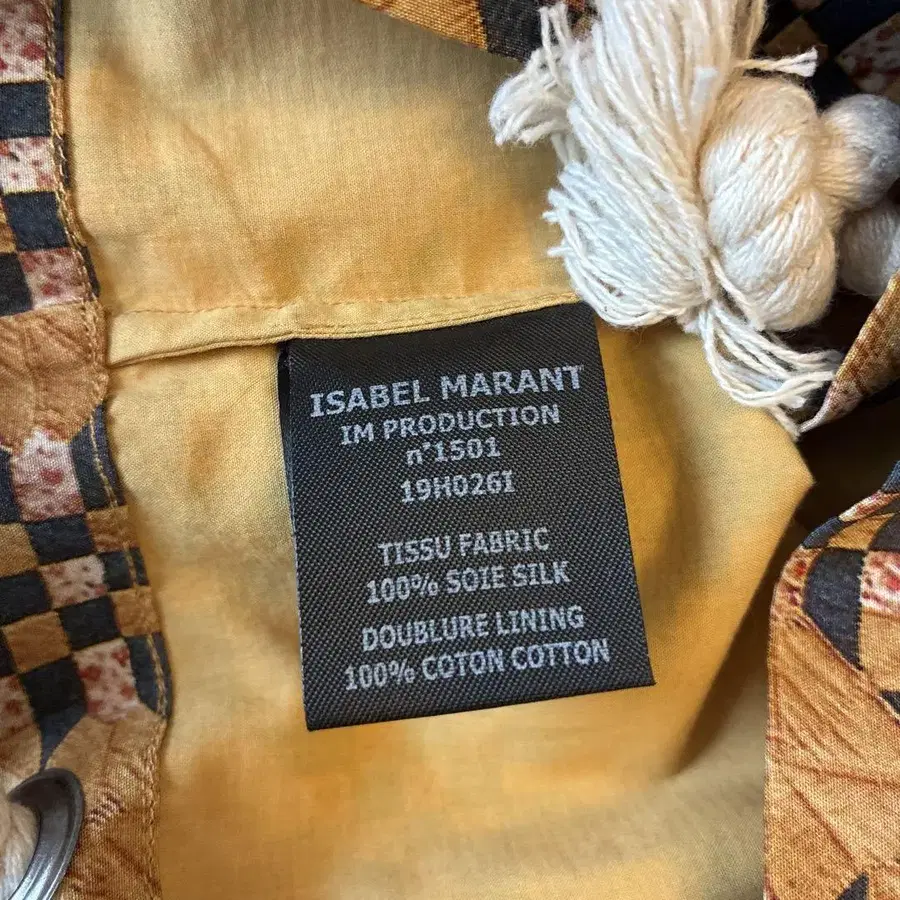 ISABEL MARANT
IM PRODUCTION
n°1501
19H026I
TISSU FABRIC
100% SOIE SILK
DOUBLURE LINING
100% COTON COTTON